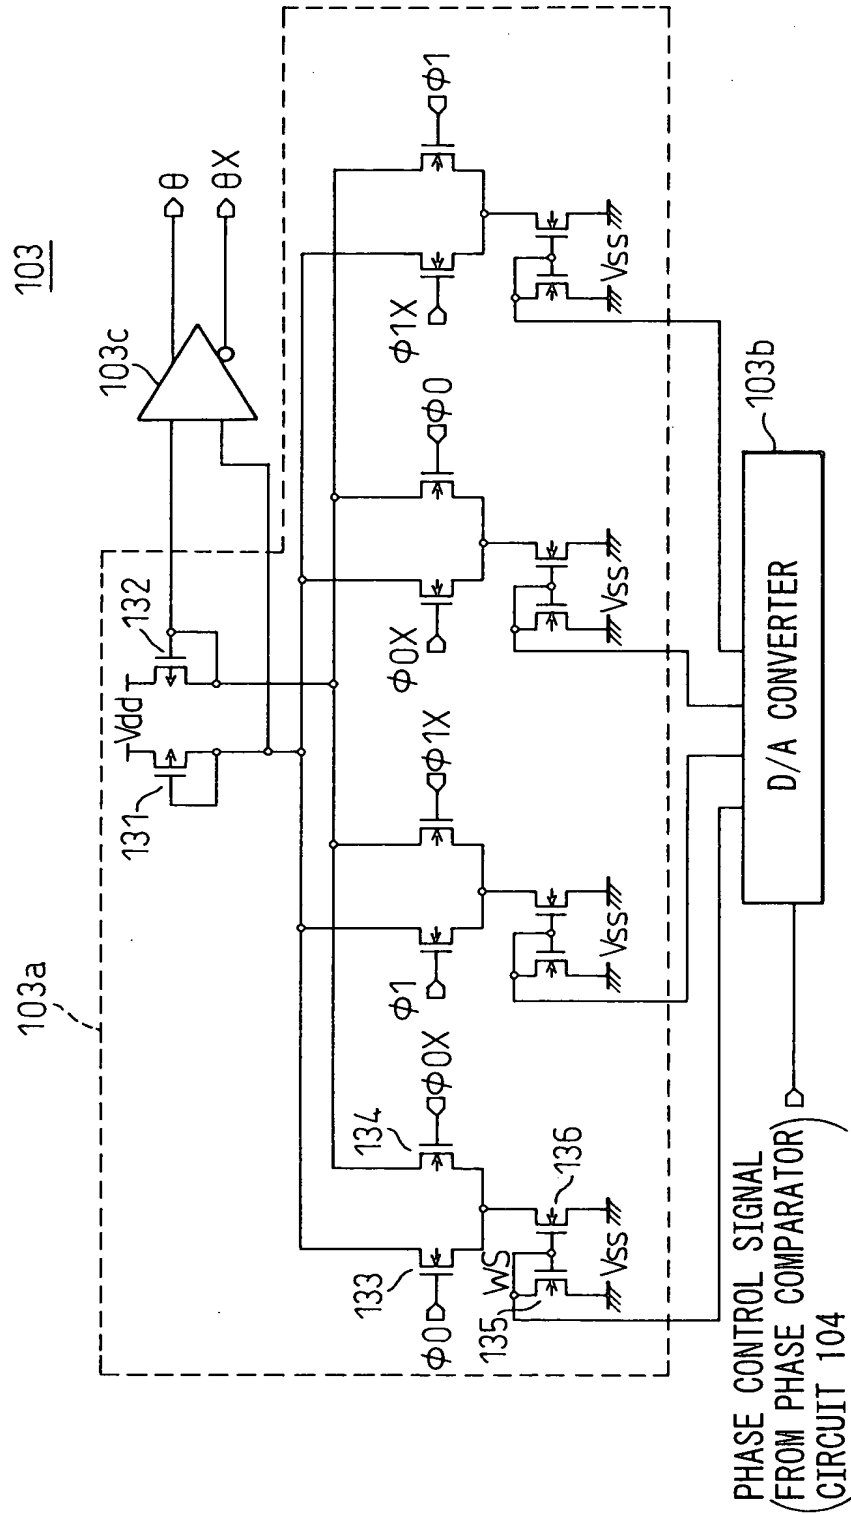 103
103a
131
Vdd
132
103c
θ
θX
φ0
133
134
φ0X
φ1
φ1X
φ0X
φ0
φ1X
φ1
WS
135
136
Vss
Vss
Vss
Vss
D/A CONVERTER
103b
PHASE CONTROL SIGNAL
(FROM PHASE COMPARATOR
CIRCUIT 104)